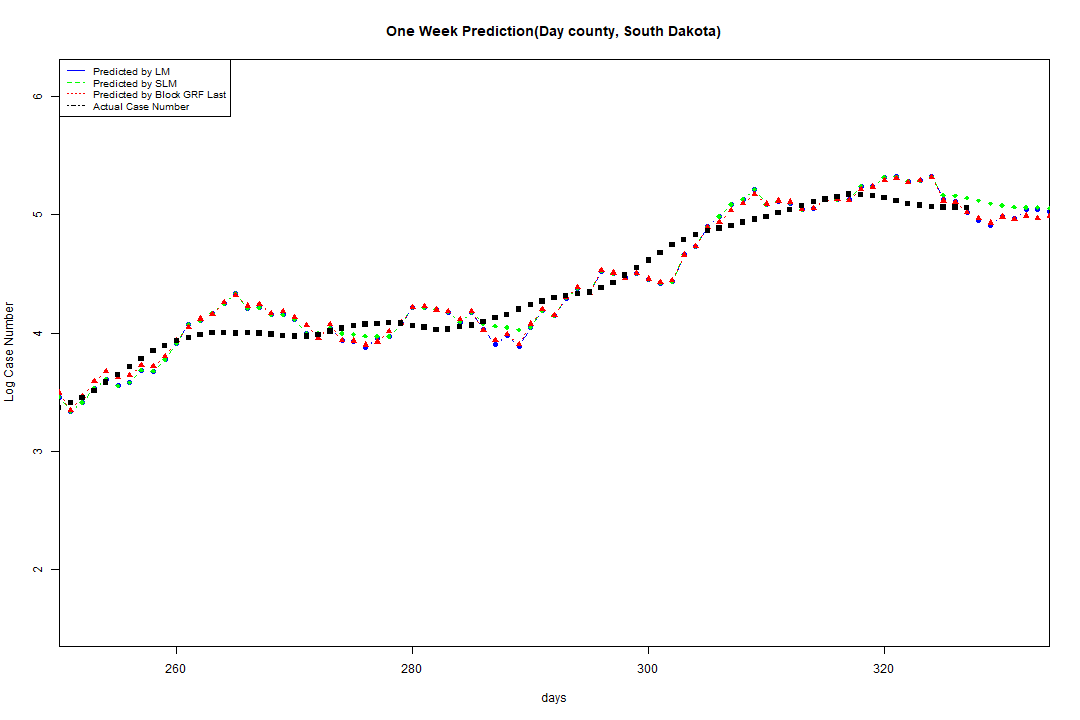 One Week Prediction(Day county, South Dakota)
Predicted by LM
Predicted by SLM
Predicted by Block GRF Last
Actual Case Number
6
5
4
3
2
Log Case Number
260 280 300 320
days